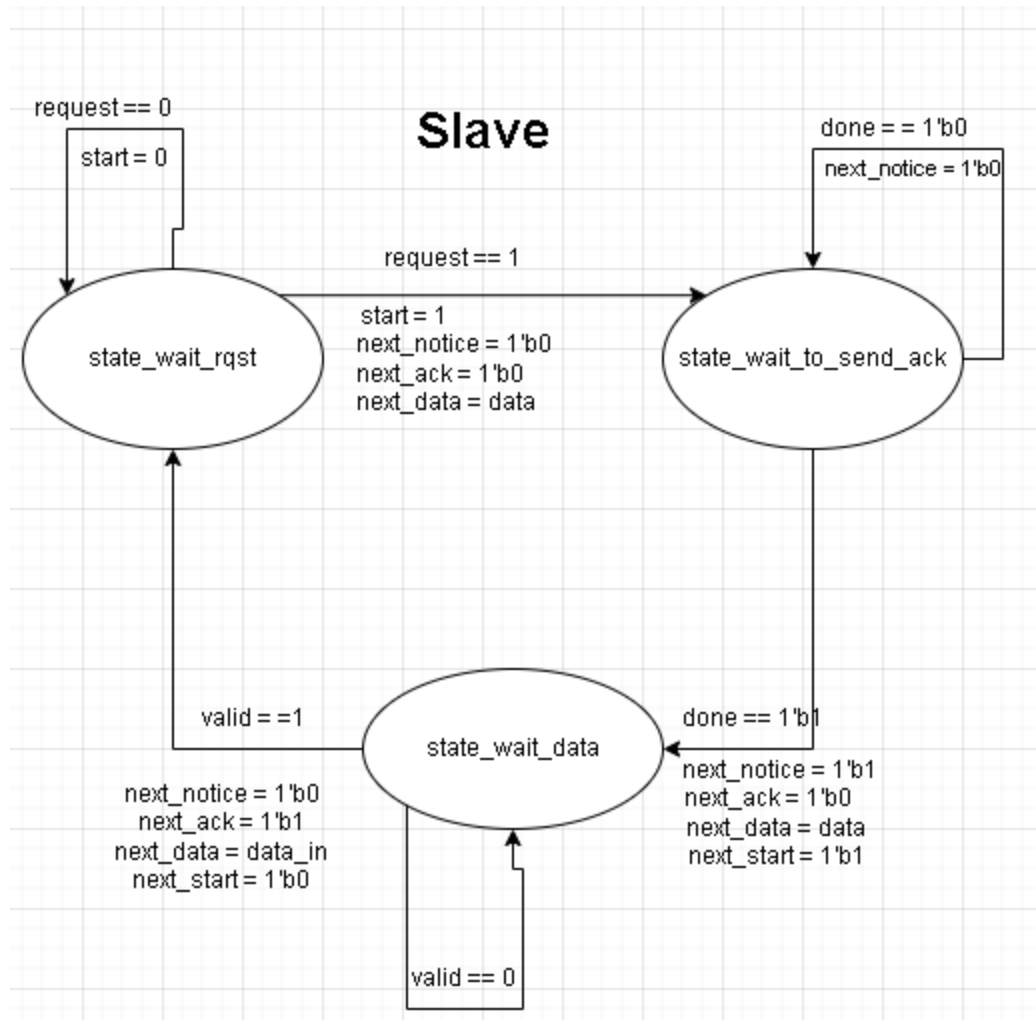 Slave
request == 0
start = 0
done = = 1'b0
next_notice = 1'b0
request == 1
start = 1
next_notice = 1'b0
next_ack = 1'b0
next_data = data
state_wait_rqst
state_wait_to_send_ack
valid = =1
state_wait_data
done == 1'b1
next_notice = 1'b1
next_ack = 1'b0
next_data = data
next_start = 1'b1
next_notice = 1'b0
next_ack = 1'b1
next_data = data_in
next_start = 1'b0
valid == 0